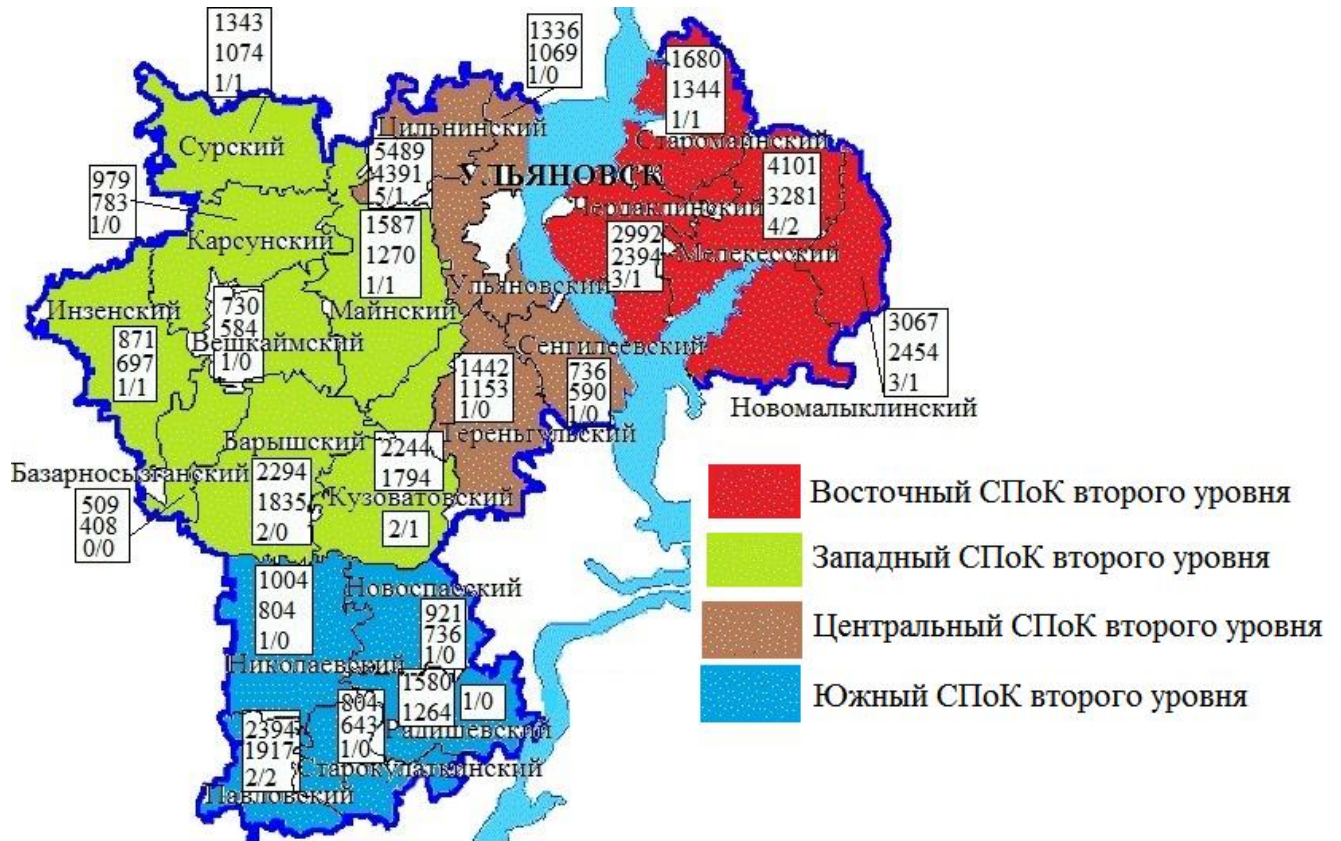 1343
1074
1/1
1336
1069
1/0
1680
1344
1/1
Цильнинский
Сурский
Старомайнский
5489
4391
5/1
УЛЬЯНОВСК
4101
3281
4/2
979
783
1/0
Чердаклинский
1587
1270
1/1
Карсунский
2992
2394
3/1
Мелекесский
Ульяновский
Инзенский
730
584
1/0
Майнский
Вешкаймский
871
697
1/1
Сенгилеевский
3067
2454
3/1
1442
1153
1/0
736
590
1/0
Новомалыклинский
Тереньгульский
Барышский
2244
1794
2/1
Базарносызганский
2294
1835
2/0
Кузоватовский
509
408
0/0
Восточный СПоК второго уровня
Западный СПоК второго уровня
Центральный СПоК второго уровня
Южный СПоК второго уровня
1004
804
1/0
Новоспасский
921
736
1/0
Николаевский
1580
1264
1/0
804
643
1/0
Радищевский
2394
1917
2/2
Старокулаткинский
Павловский